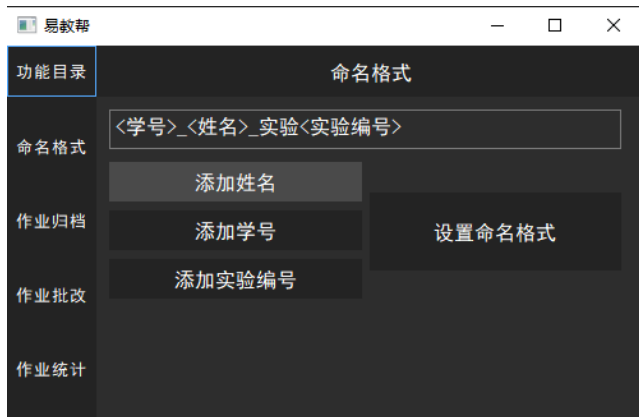 易教帮
功能目录
命名格式
命名格式
<学号>_<姓名>_实验<实验编号>
添加姓名
作业归档
添加学号
设置命名格式
添加实验编号
作业批改
作业统计